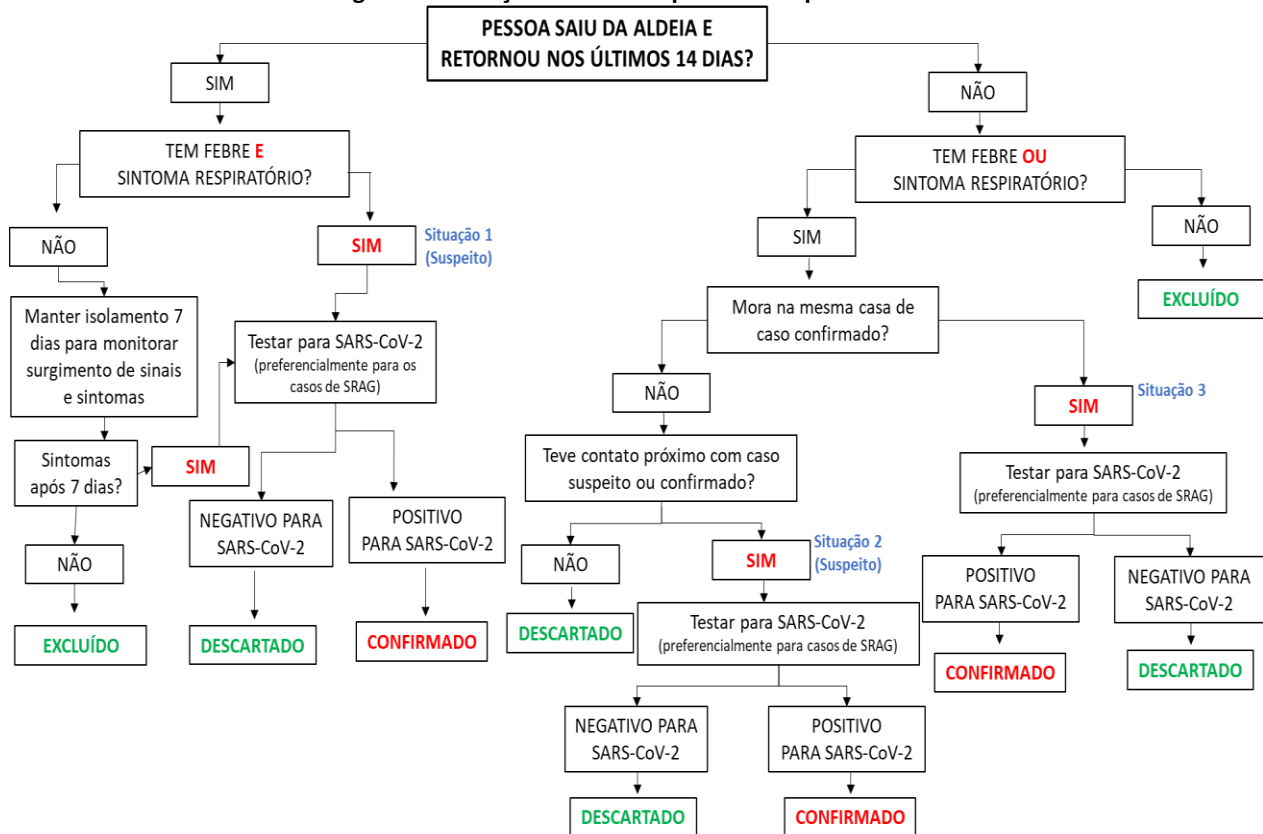 PESSOA SAIU DA ALDEIA E
RETORNOU NOS ÚLTIMOS 14 DIAS?
SIM
NÃO
TEM FEBRE E
SINTOMA RESPIRATÓRIO?
TEM FEBRE OU
SINTOMA RESPIRATÓRIO?
NÃO
SIM
Situação 1
(Suspeito)
SIM
NÃO
EXCLUÍDO
Manter isolamento 7
dias para monitorar
surgimento de sinais
e sintomas
Testar para SARS-CoV-2
(preferencialmente para os
casos de SRAG)
Mora na mesma casa de
caso confirmado?
NÃO
SIM
Situação 3
Sintomas
após 7 dias?
SIM
Teve contato próximo com caso
suspeito ou confirmado?
Testar para SARS-CoV-2
(preferencialmente para casos de SRAG)
NÃO
NEGATIVO PARA
SARS-CoV-2
POSITIVO
PARA SARS-CoV-2
NÃO
SIM
Situação 2
(Suspeito)
POSITIVO
PARA SARS-CoV-2
NEGATIVO PARA
SARS-CoV-2
EXCLUÍDO
DESCARTADO
CONFIRMADO
DESCARTADO
Testar para SARS-CoV-2
(preferencialmente para casos de SRAG)
CONFIRMADO
DESCARTADO
NEGATIVO PARA
SARS-CoV-2
POSITIVO
PARA SARS-CoV-2
DESCARTADO
CONFIRMADO